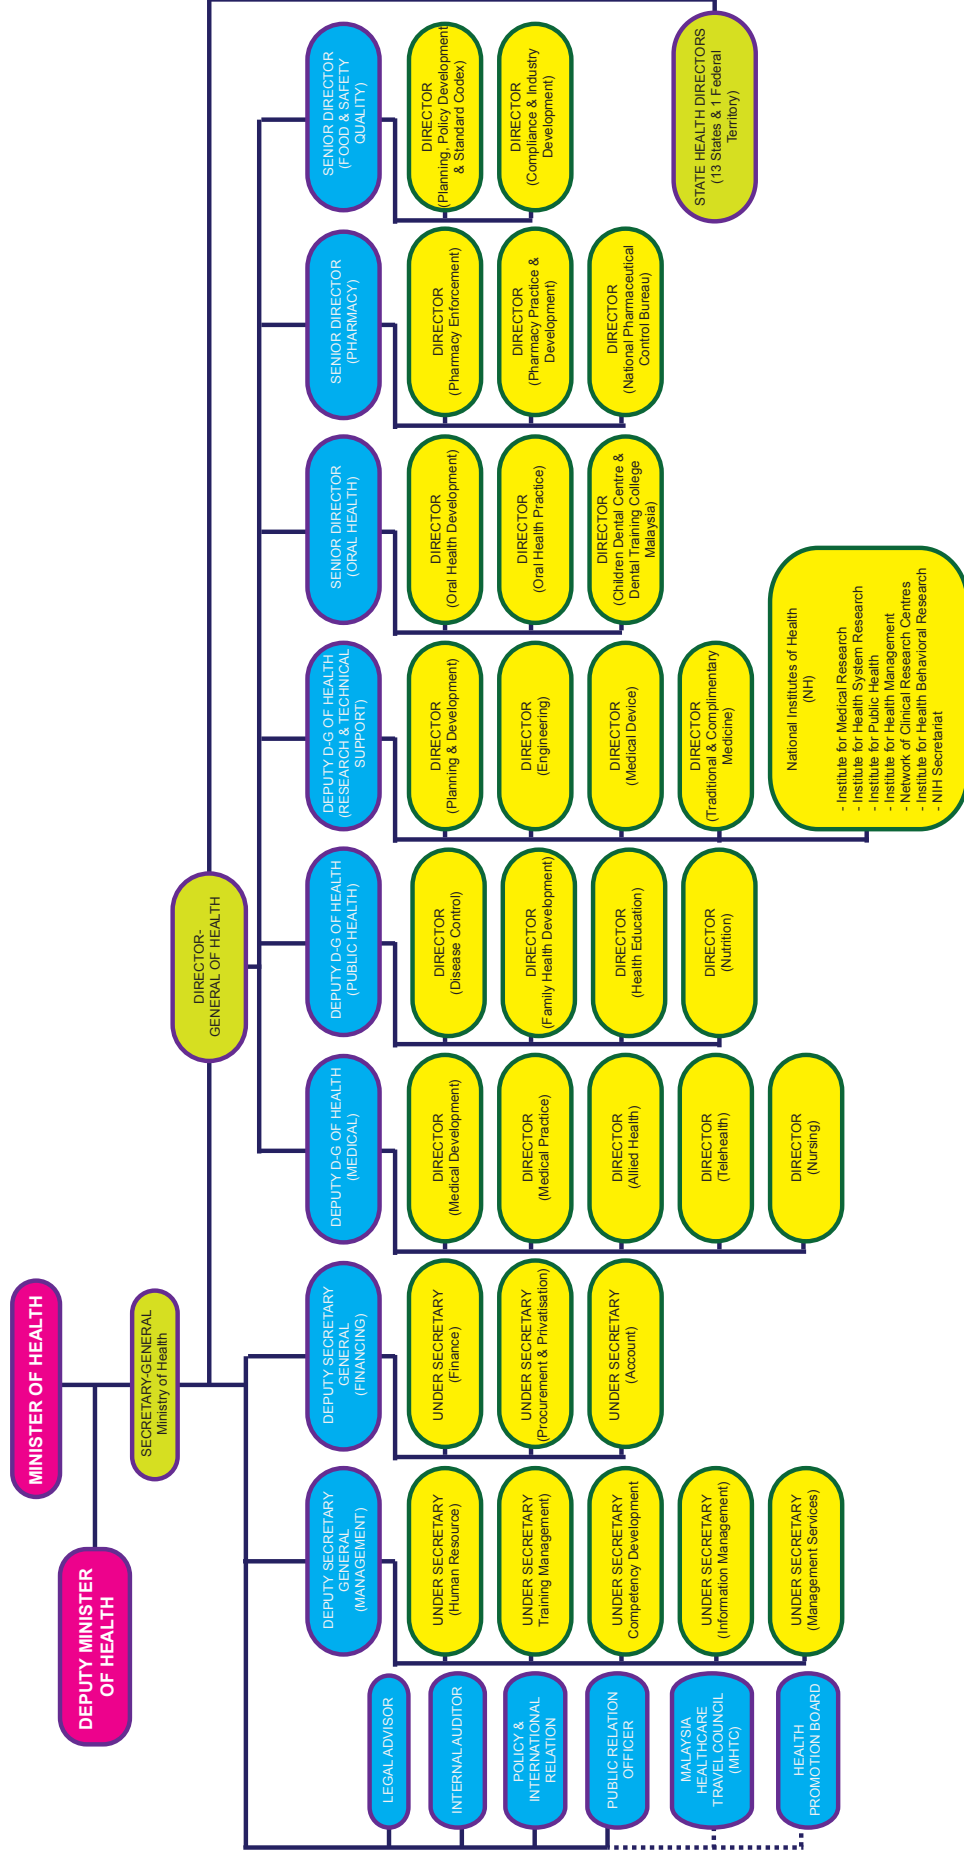 MINISTER OF HEALTH
DEPUTY MINISTER
OF HEALTH
SECRETARY-GENERAL
Ministry of Health
DIRECTOR-
GENERAL OF HEALTH
LEGAL ADVISOR
INTERNAL AUDITOR
POLICY &
INTERNATIONAL
RELATION
PUBLIC RELATION
OFFICER
MALAYSIA
HEALTHCARE
TRAVEL COUNCIL
(MHTC)
HEALTH
PROMOTION BOARD
DEPUTY SECRETARY
GENERAL
(MANAGEMENT)
UNDER SECRETARY
(Human Resource)
UNDER SECRETARY
Training Management)
UNDER SECRETARY
Competency Development
UNDER SECRETARY
(Information Management)
UNDER SECRETARY
(Management Services)
DEPUTY SECRETARY
GENERAL
(FINANCING)
UNDER SECRETARY
(Finance)
UNDER SECRETARY
(Procurement & Privatisation)
UNDER SECRETARY
(Account)
DEPUTY D-G OF HEALTH
(MEDICAL)
DIRECTOR
(Medical Development)
DIRECTOR
(Medical Practice)
DIRECTOR
(Allied Health)
DIRECTOR
(Telehealth)
DIRECTOR
(Nursing)
DEPUTY D-G OF HEALTH
(PUBLIC HEALTH)
DIRECTOR
(Disease Control)
DIRECTOR
(Family Health Development)
DIRECTOR
(Health Education)
DIRECTOR
(Nutrition)
DEPUTY D-G OF HEALTH
(RESEARCH & TECHNICAL
SUPPORT)
DIRECTOR
(Planning & Development)
DIRECTOR
(Engineering)
DIRECTOR
(Medical Device)
DIRECTOR
(Traditional & Complimentary
Medicine)
National Institutes of Health
(NH)
- Institute for Medical Research
- Institute for Health System Research
- Institute for Public Health
- Institute for Health Management
- Network of Clinical Research Centres
- Institute for Health Behavioral Research
- NIH Secretariat
SENIOR DIRECTOR
(ORAL HEALTH)
DIRECTOR
(Oral Health Development)
DIRECTOR
(Oral Health Practice)
DIRECTOR
(Children Dental Centre &
Dental Training College
Malaysia)
SENIOR DIRECTOR
(PHARMACY)
DIRECTOR
(Pharmacy Enforcement)
DIRECTOR
(Pharmacy Practice &
Development)
DIRECTOR
(National Pharmaceutical
Control Bureau)
SENIOR DIRECTOR
(FOOD & SAFETY
QUALITY)
DIRECTOR
(Planning, Policy Development
& Standard Codex)
DIRECTOR
(Compliance & Industry
Development)
STATE HEALTH DIRECTORS
(13 States & 1 Federal
Territory)